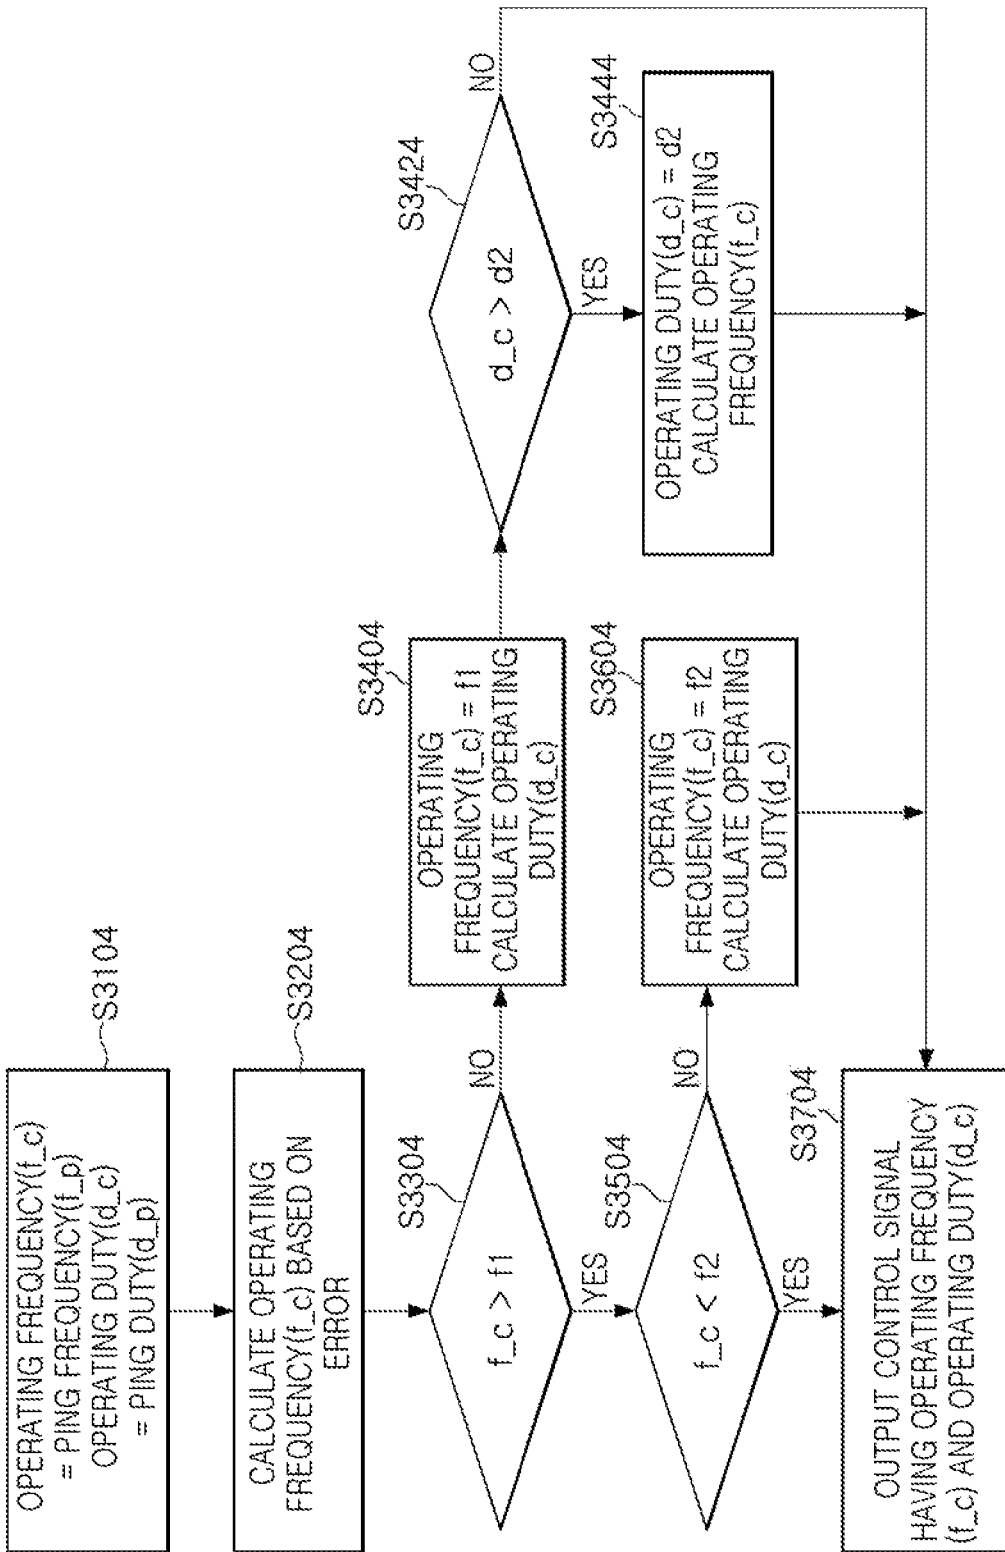 OPERATING FREQUENCY(f_c)
= PING FREQUENCY(f_p)
OPERATING DUTY(d_c)
= PING DUTY(d_p)
S3104
CALCULATE OPERATING
FREQUENCY(f_c) BASED ON
ERROR
S3204
f_c > f1
S3304
NO
YES
OPERATING
FREQUENCY(f_c) = f1
CALCULATE OPERATING
DUTY(d_c)
S3404
d_c > d2
S3424
NO
YES
OPERATING DUTY(d_c) = d2
CALCULATE OPERATING
FREQUENCY(f_c)
S3444
f_c < f2
S3504
NO
YES
OPERATING
FREQUENCY(f_c) = f2
CALCULATE OPERATING
DUTY(d_c)
S3604
OUTPUT CONTROL SIGNAL
HAVING OPERATING FREQUENCY
(f_c) AND OPERATING DUTY(d_c)
S3704